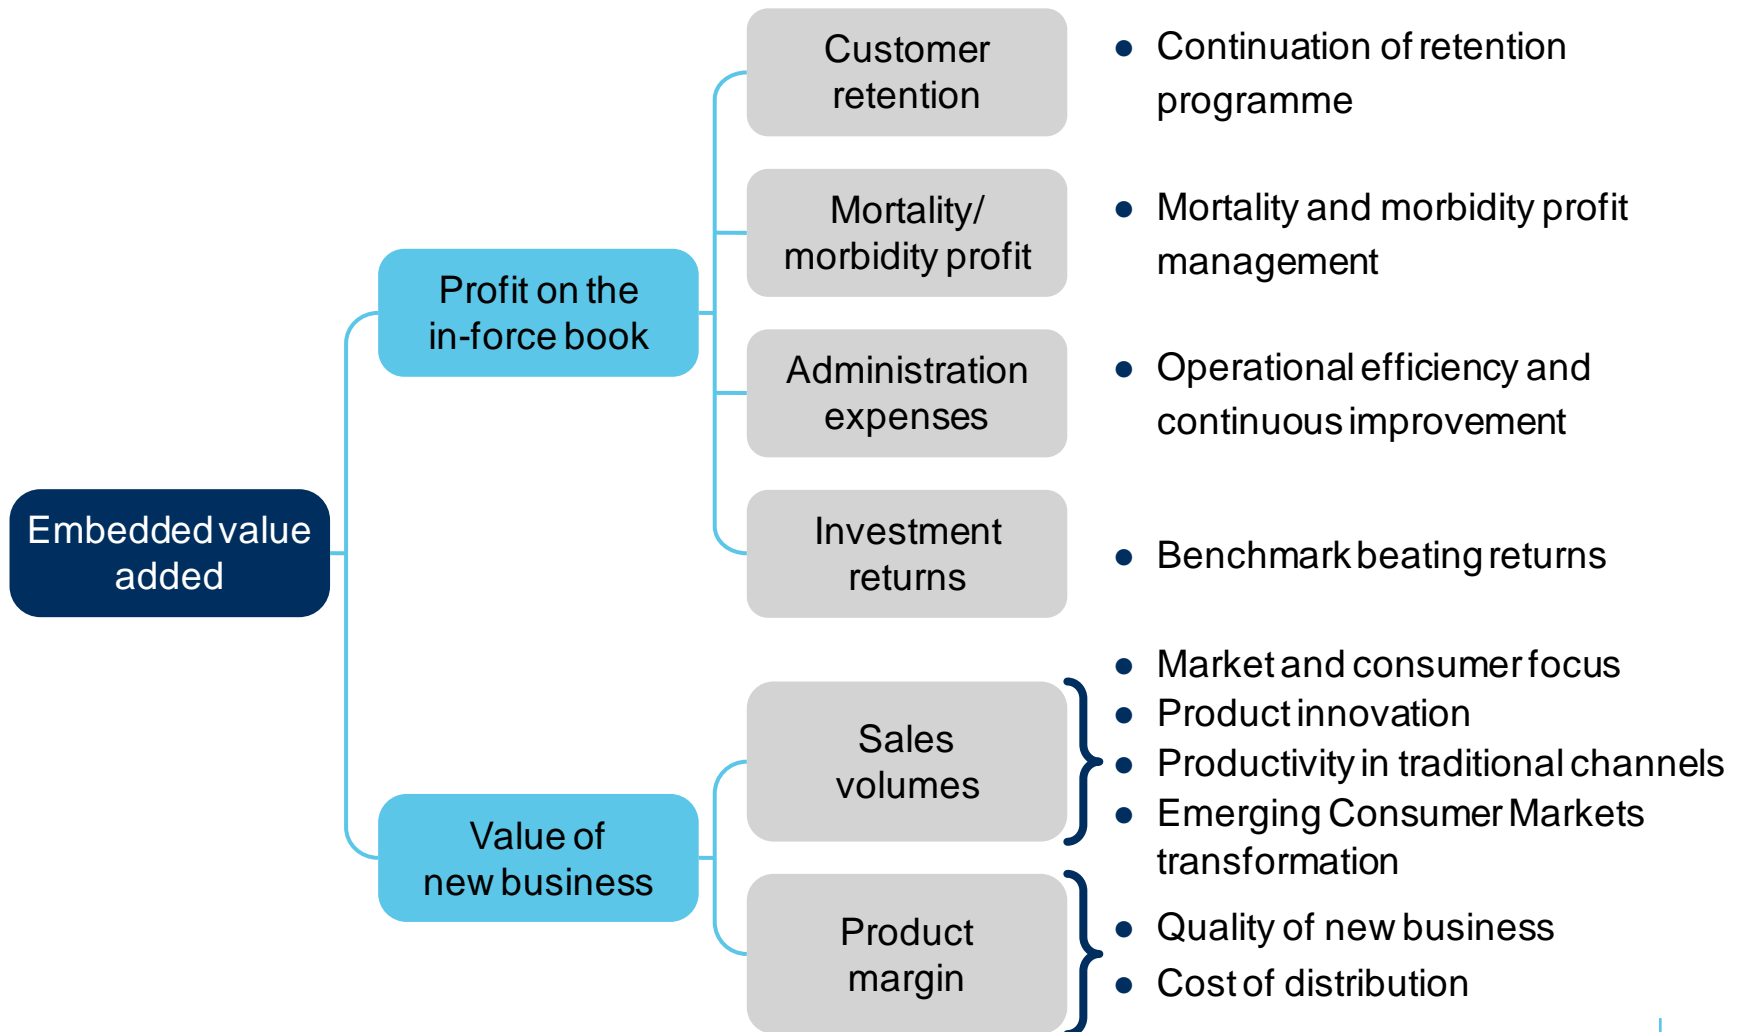 Customer
retention
Continuation of retention
programme
Mortality/
morbidity profit
Mortality and morbidity profit
management
Profit on the
in-force book
Administration
expenses
Operational efficiency and
continuous improvement
Embedded value
added
Investment
returns
Benchmark beating returns
Sales
volumes
Market and consumer focus
Product innovation
Productivity in traditional channels
Emerging Consumer Markets
transformation
Value of
new business
Product
margin
Quality of new business
Cost of distribution